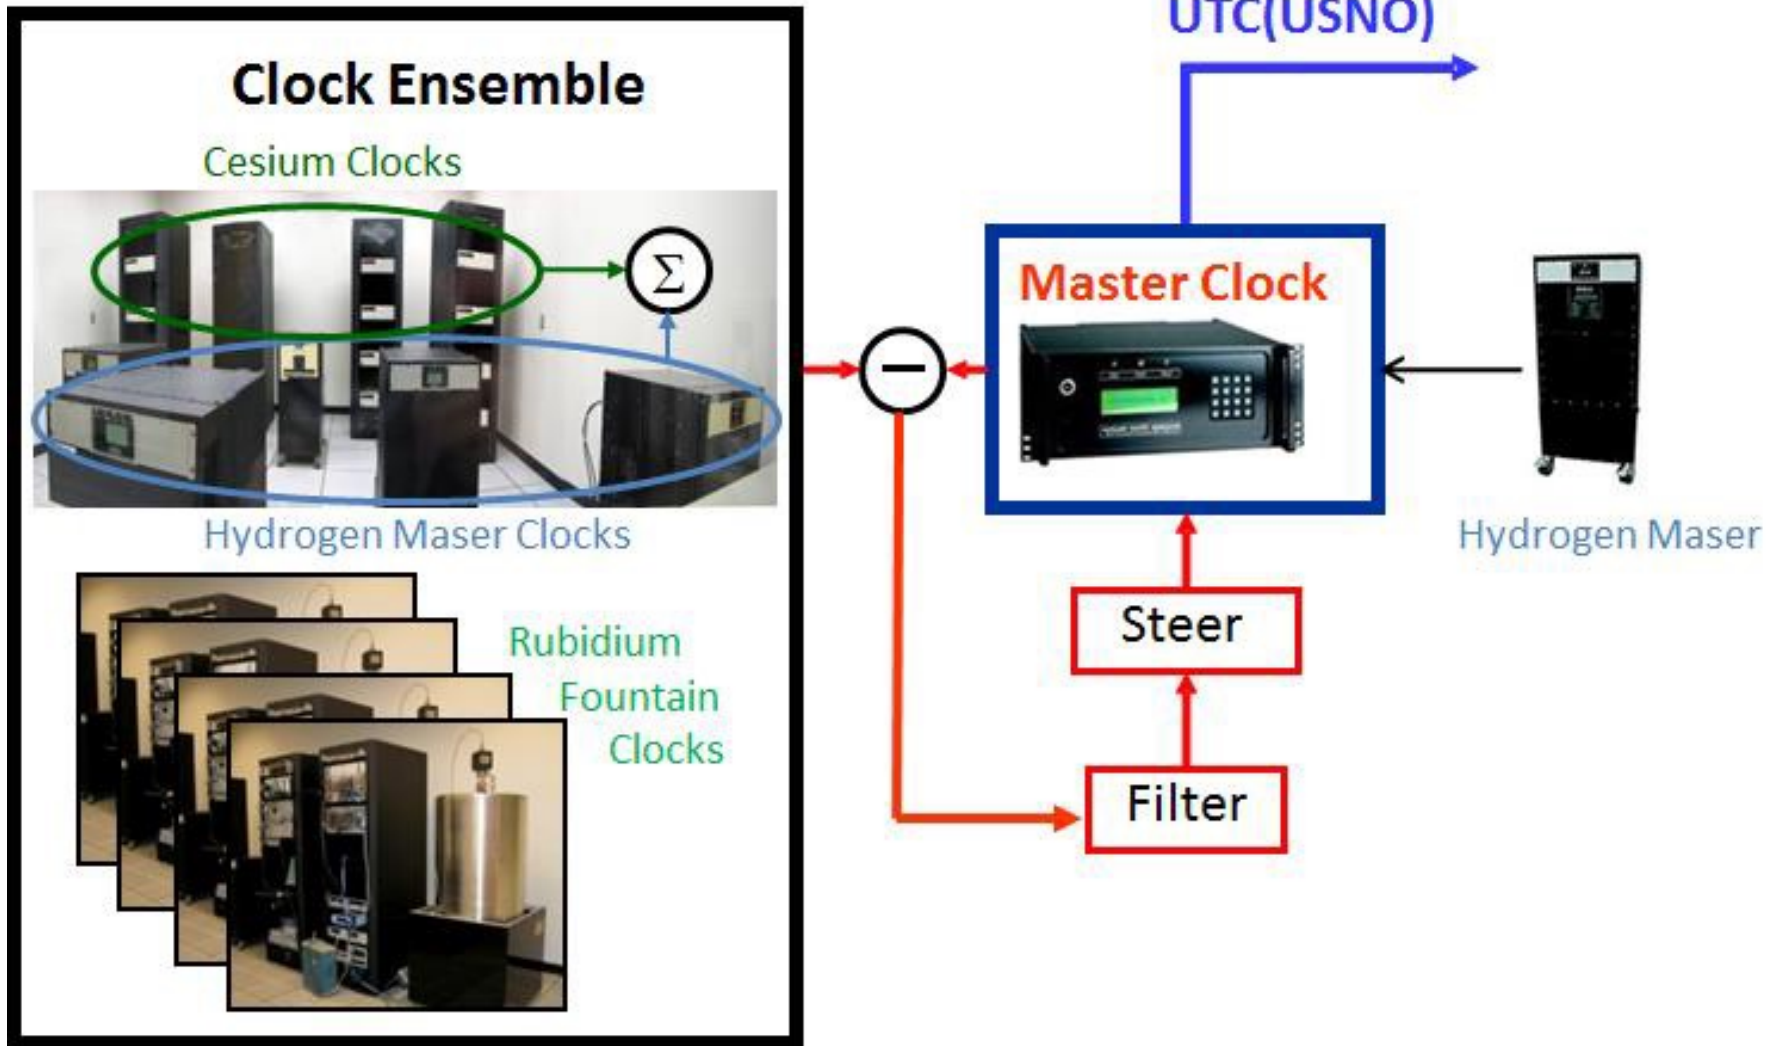 UTC(USNO)
Clock Ensemble
Cesium Clocks
Σ
Master Clock
−
Hydrogen Maser Clocks
Hydrogen Maser
Rubidium
Fountain
Clocks
Steer
Filter